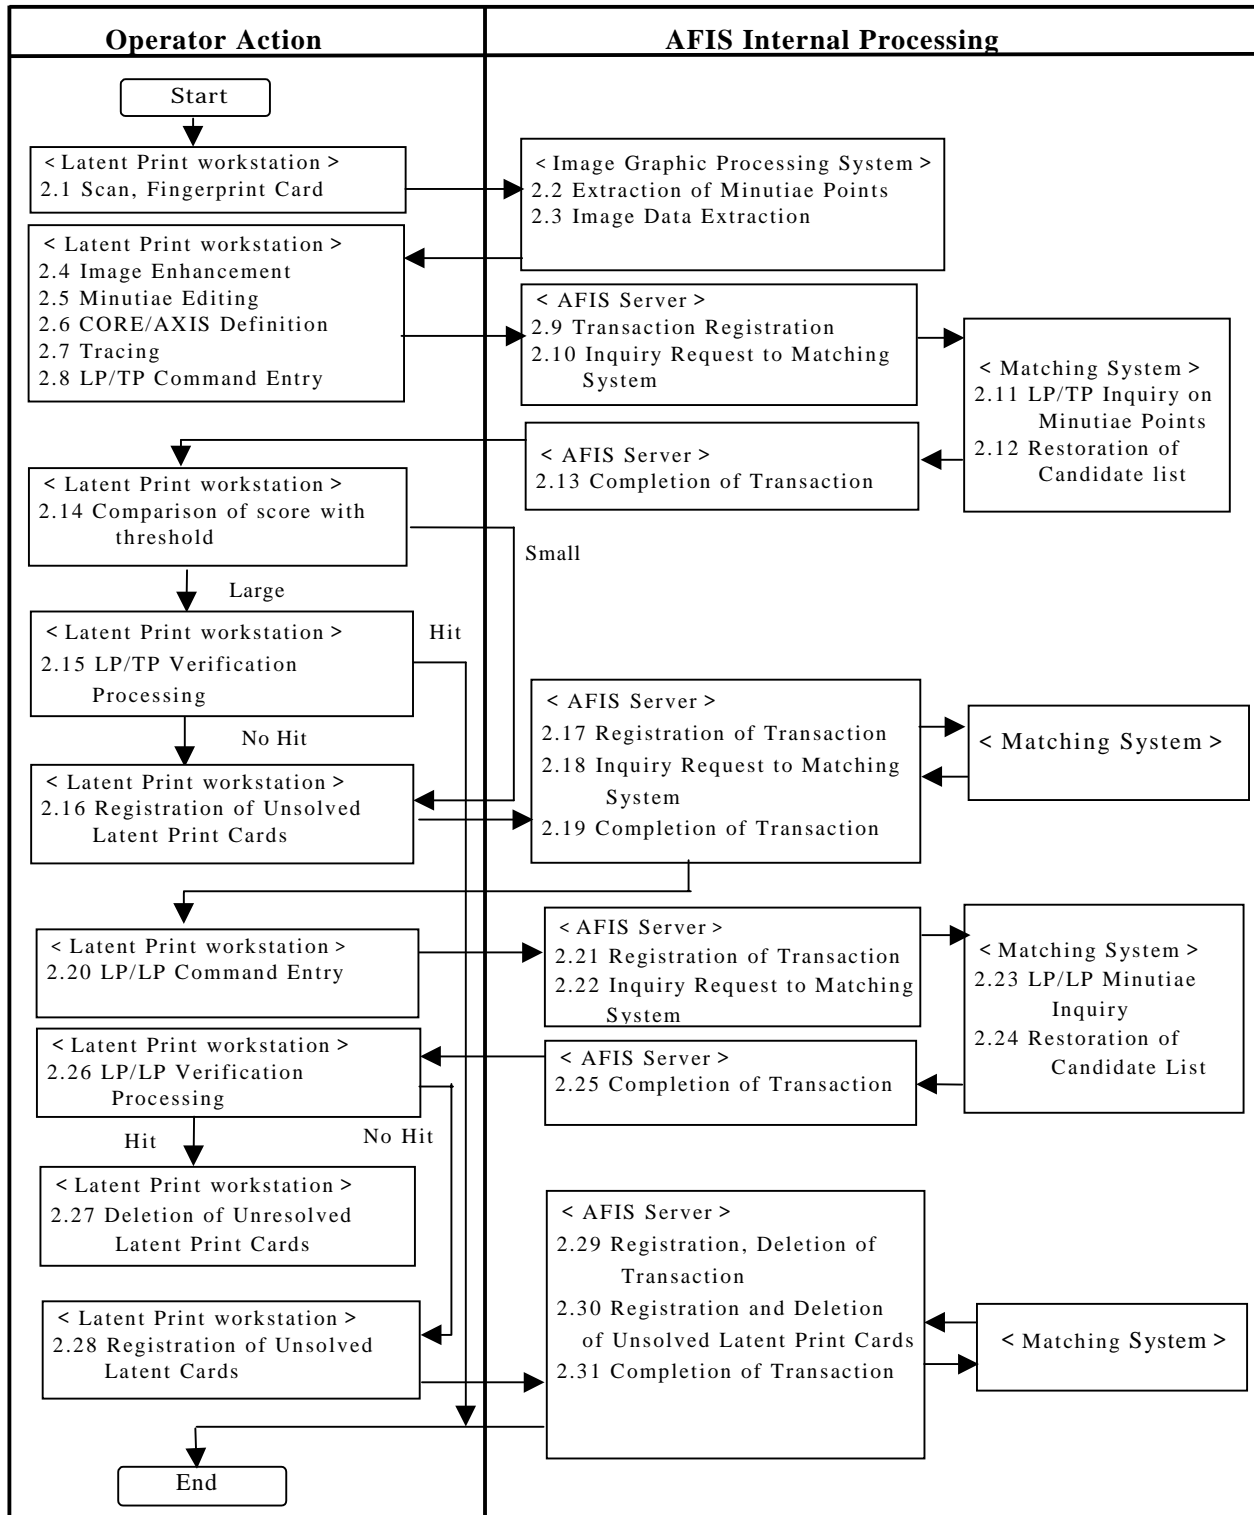 Operator Action
AFIS Internal Processing
Start
< Latent Print workstation >
2.1 Scan, Fingerprint Card
< Image Graphic Processing System >
2.2 Extraction of Minutiae Points
2.3 Image Data Extraction
< Latent Print workstation >
2.4 Image Enhancement
2.5 Minutiae Editing
2.6 CORE/AXIS Definition
2.7 Tracing
2.8 LP/TP Command Entry
< AFIS Server >
2.9 Transaction Registration
2.10 Inquiry Request to Matching
System
< Matching System >
2.11 LP/TP Inquiry on
Minutiae Points
2.12 Restoration of
Candidate list
< AFIS Server >
2.13 Completion of Transaction
< Latent Print workstation >
2.14 Comparison of score with
threshold
Small
Large
< Latent Print workstation >
2.15 LP/TP Verification
Processing
Hit
No Hit
< Latent Print workstation >
2.16 Registration of Unsolved
Latent Print Cards
< AFIS Server >
2.17 Registration of Transaction
2.18 Inquiry Request to Matching
System
2.19 Completion of Transaction
< Matching System >
< Latent Print workstation >
2.20 LP/LP Command Entry
< AFIS Server >
2.21 Registration of Transaction
2.22 Inquiry Request to Matching
System
< Matching System >
2.23 LP/LP Minutiae
Inquiry
2.24 Restoration of
Candidate List
< AFIS Server >
2.25 Completion of Transaction
< Latent Print workstation >
2.26 LP/LP Verification
Processing
Hit
No Hit
< Latent Print workstation >
2.27 Deletion of Unresolved
Latent Print Cards
< Latent Print workstation >
2.28 Registration of Unsolved
Latent Cards
< AFIS Server >
2.29 Registration, Deletion of
Transaction
2.30 Registration and Deletion
of Unsolved Latent Print Cards
2.31 Completion of Transaction
< Matching System >
End